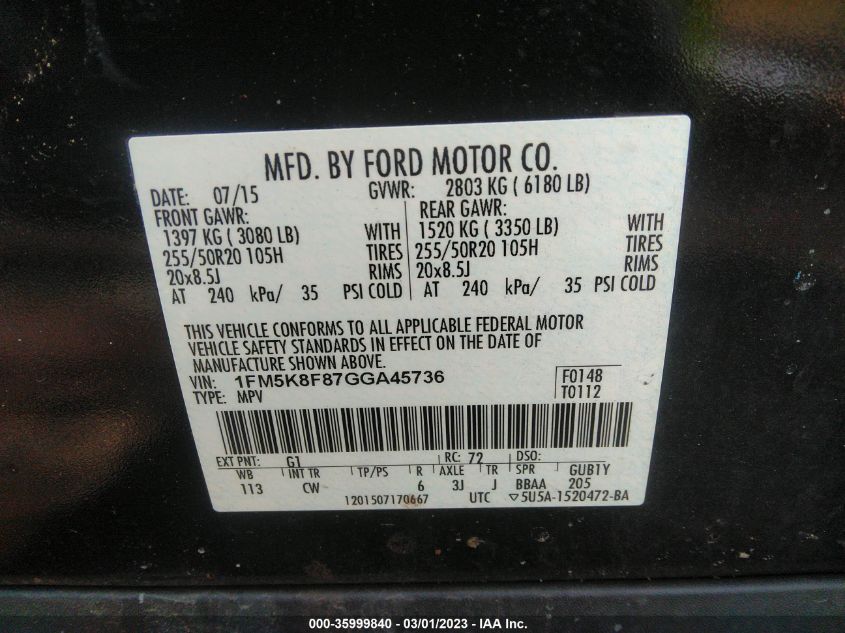 MFD. BY FORD MOTOR CO.
DATE: 07/15 GVWR: 2803 KG ( 6180 LB)
FRONT GAWR: REAR GAWR:
1397 KG ( 3080 LB) WITH 1520 KG ( 3350 LB) WITH
255/50R20 105H TIRES 255/50R20 105H TIRES
20x8.5J RIMS 20x8.5J RIMS
AT 240 kPa/ 35 PSI COLD AT 240 kPa/ 35 PSI COLD
THIS VEHICLE CONFORMS TO ALL APPLICABLE FEDERAL MOTOR
VEHICLE SAFETY STANDARDS IN EFFECT ON THE DATE OF
MANUFACTURE SHOWN ABOVE.
VIN: 1FM5K8F87GGA45736 F0148
TYPE: MPV T0112
EXT PNT: G1 RC: 72 DSO:
WB INT TR TP/PS R AXLE TR SPR GUB1Y
113 CW 6 3J J BBAA 205
1201507170667 UTC ▽5U5A-1520472-BA
000-35999840 - 03/01/2023 - IAA Inc.